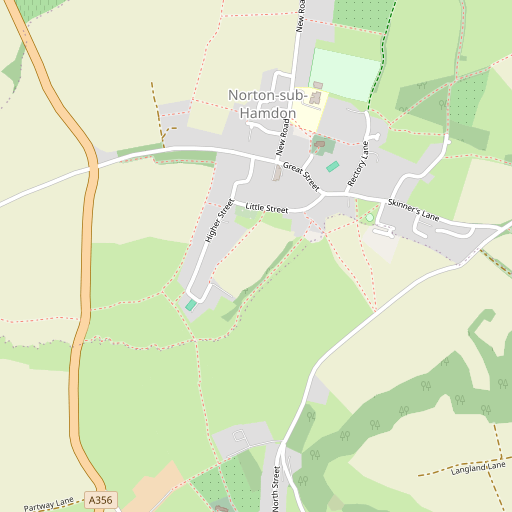 New Road
Norton-sub-
Hamdon
New Road
Great Street
Rectory Lane
Little Street
Skinner's Lane
Higher Street
Langland Lane
North Street
A356
Partway Lane